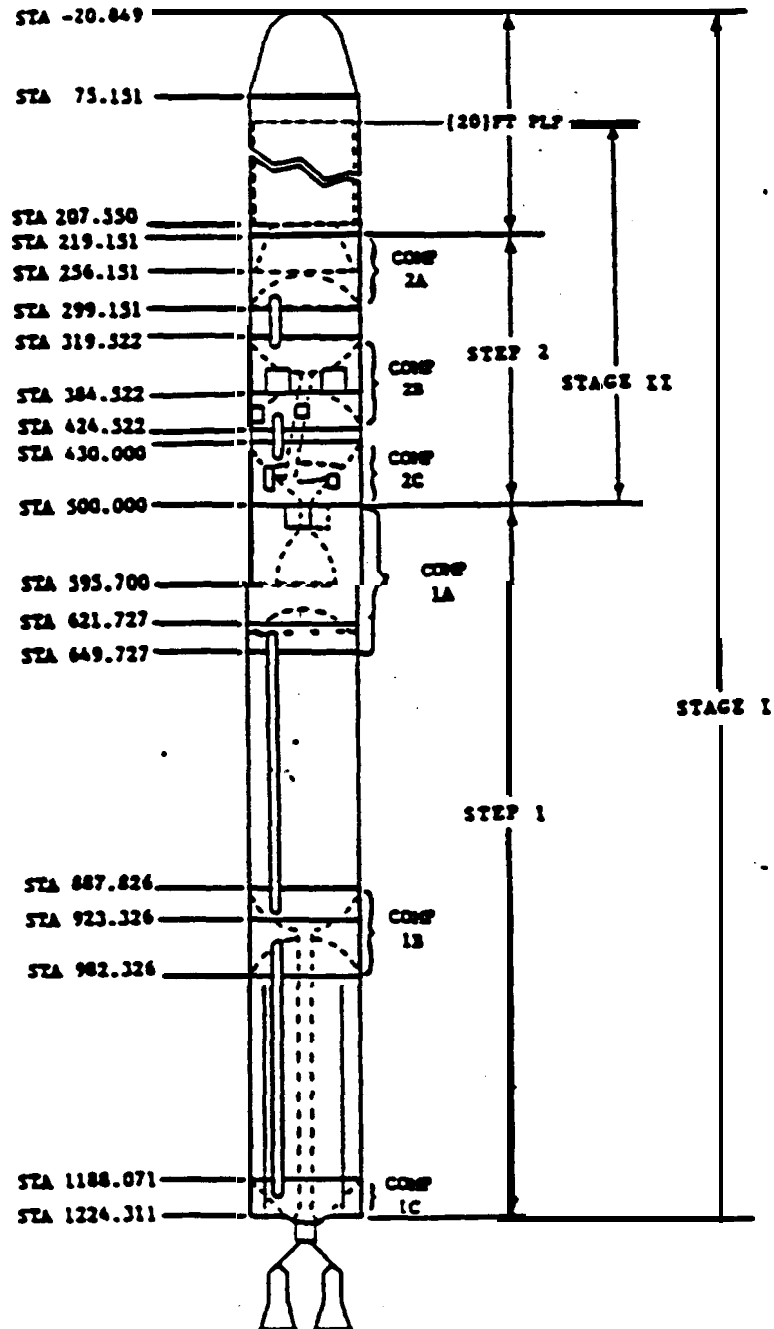 STA -20.849
STA 75.151
{20}FT PLF
STA 207.550
STA 219.151
STA 256.151
COMP
2A
STA 299.151
STA 319.522
STEP 2
COMP
2B
STAGE II
STA 384.522
STA 424.522
STA 430.000
COMP
2C
STA 500.000
STA 595.700
COMP
1A
STA 621.727
STA 649.727
STAGE I
STEP 1
STA 887.826
STA 923.326
COMP
1B
STA 982.326
STA 1188.071
COMP
1C
STA 1224.311